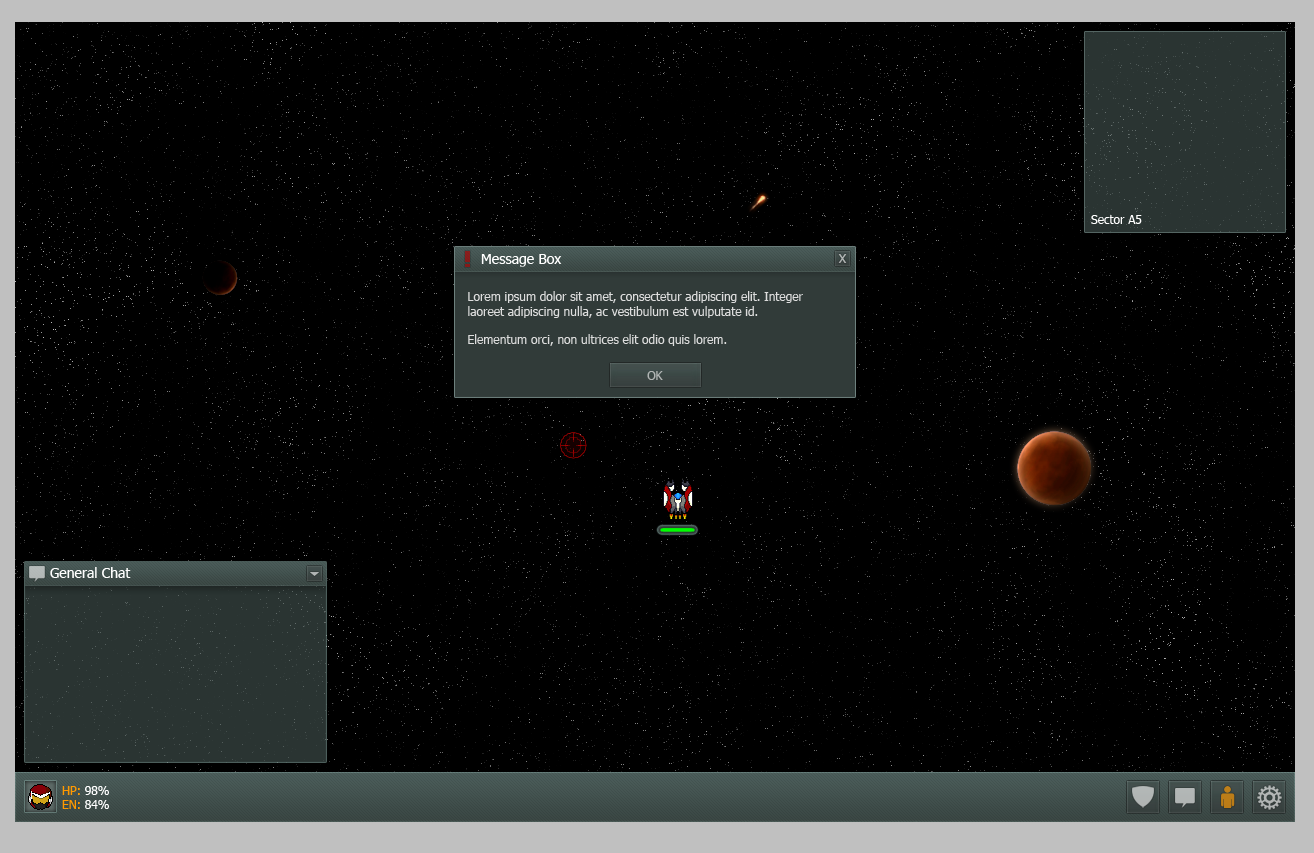 Sector A5
Message Box
X
Lorem ipsum dolor sit amet, consectetur adipiscing elit. Integer
laoreet adipiscing nulla, ac vestibulum est vulputate id.
Elementum orci, non ultrices elit odio quis lorem.
OK
General Chat
HP: 98%
EN: 84%